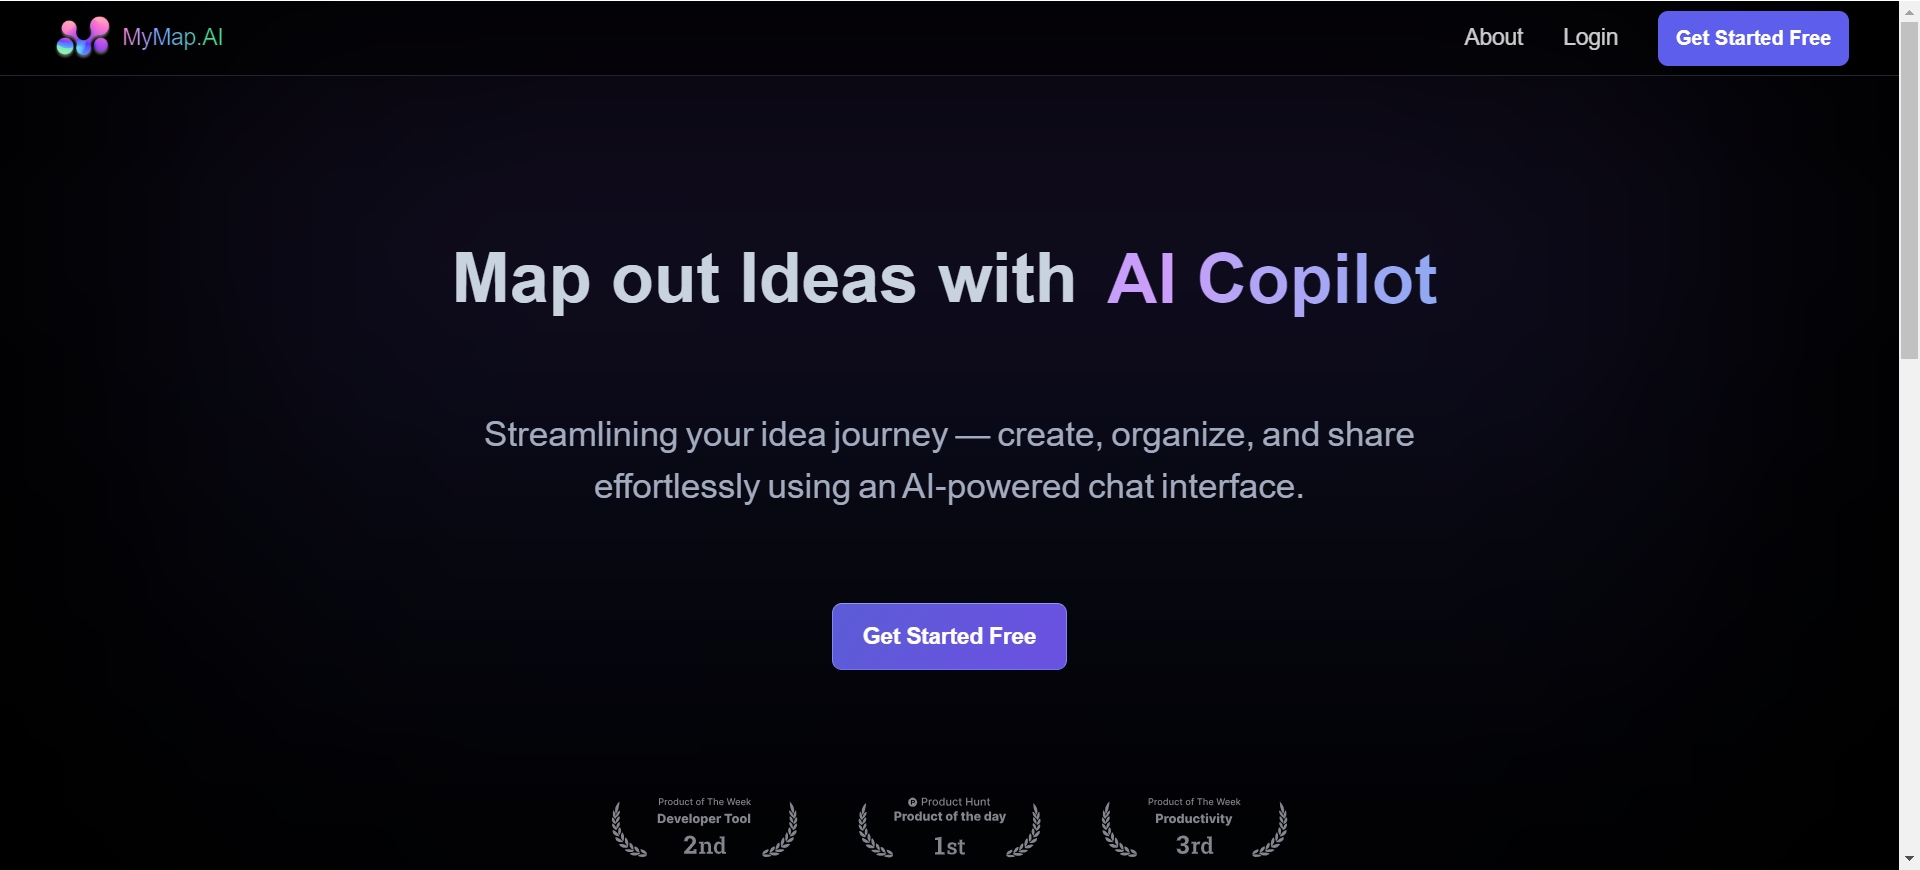 MyMap.AI
About
Login
Get Started Free
Map out Ideas with AI Copilot
Streamlining your idea journey — create, organize, and share
effortlessly using an AI-powered chat interface.
Get Started Free
Product of The Week
Developer Tool
2nd
Product Hunt
Product of the day
1st
Product of The Week
Productivity
3rd